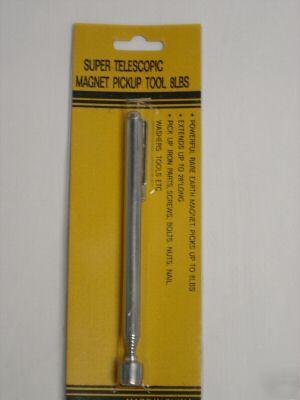 SUPER TELESCOPIC
MAGNET PICKUP TOOL 8LBS
• POWERFUL RARE EARTH MAGNET PICKS UP TO 8LBS
• EXTENDS UP TO 28"LONG
• PICK UP IRON PARTS, SCREWS, BOLTS, NUTS, NAIL
WASHERS, TOOLS ETC